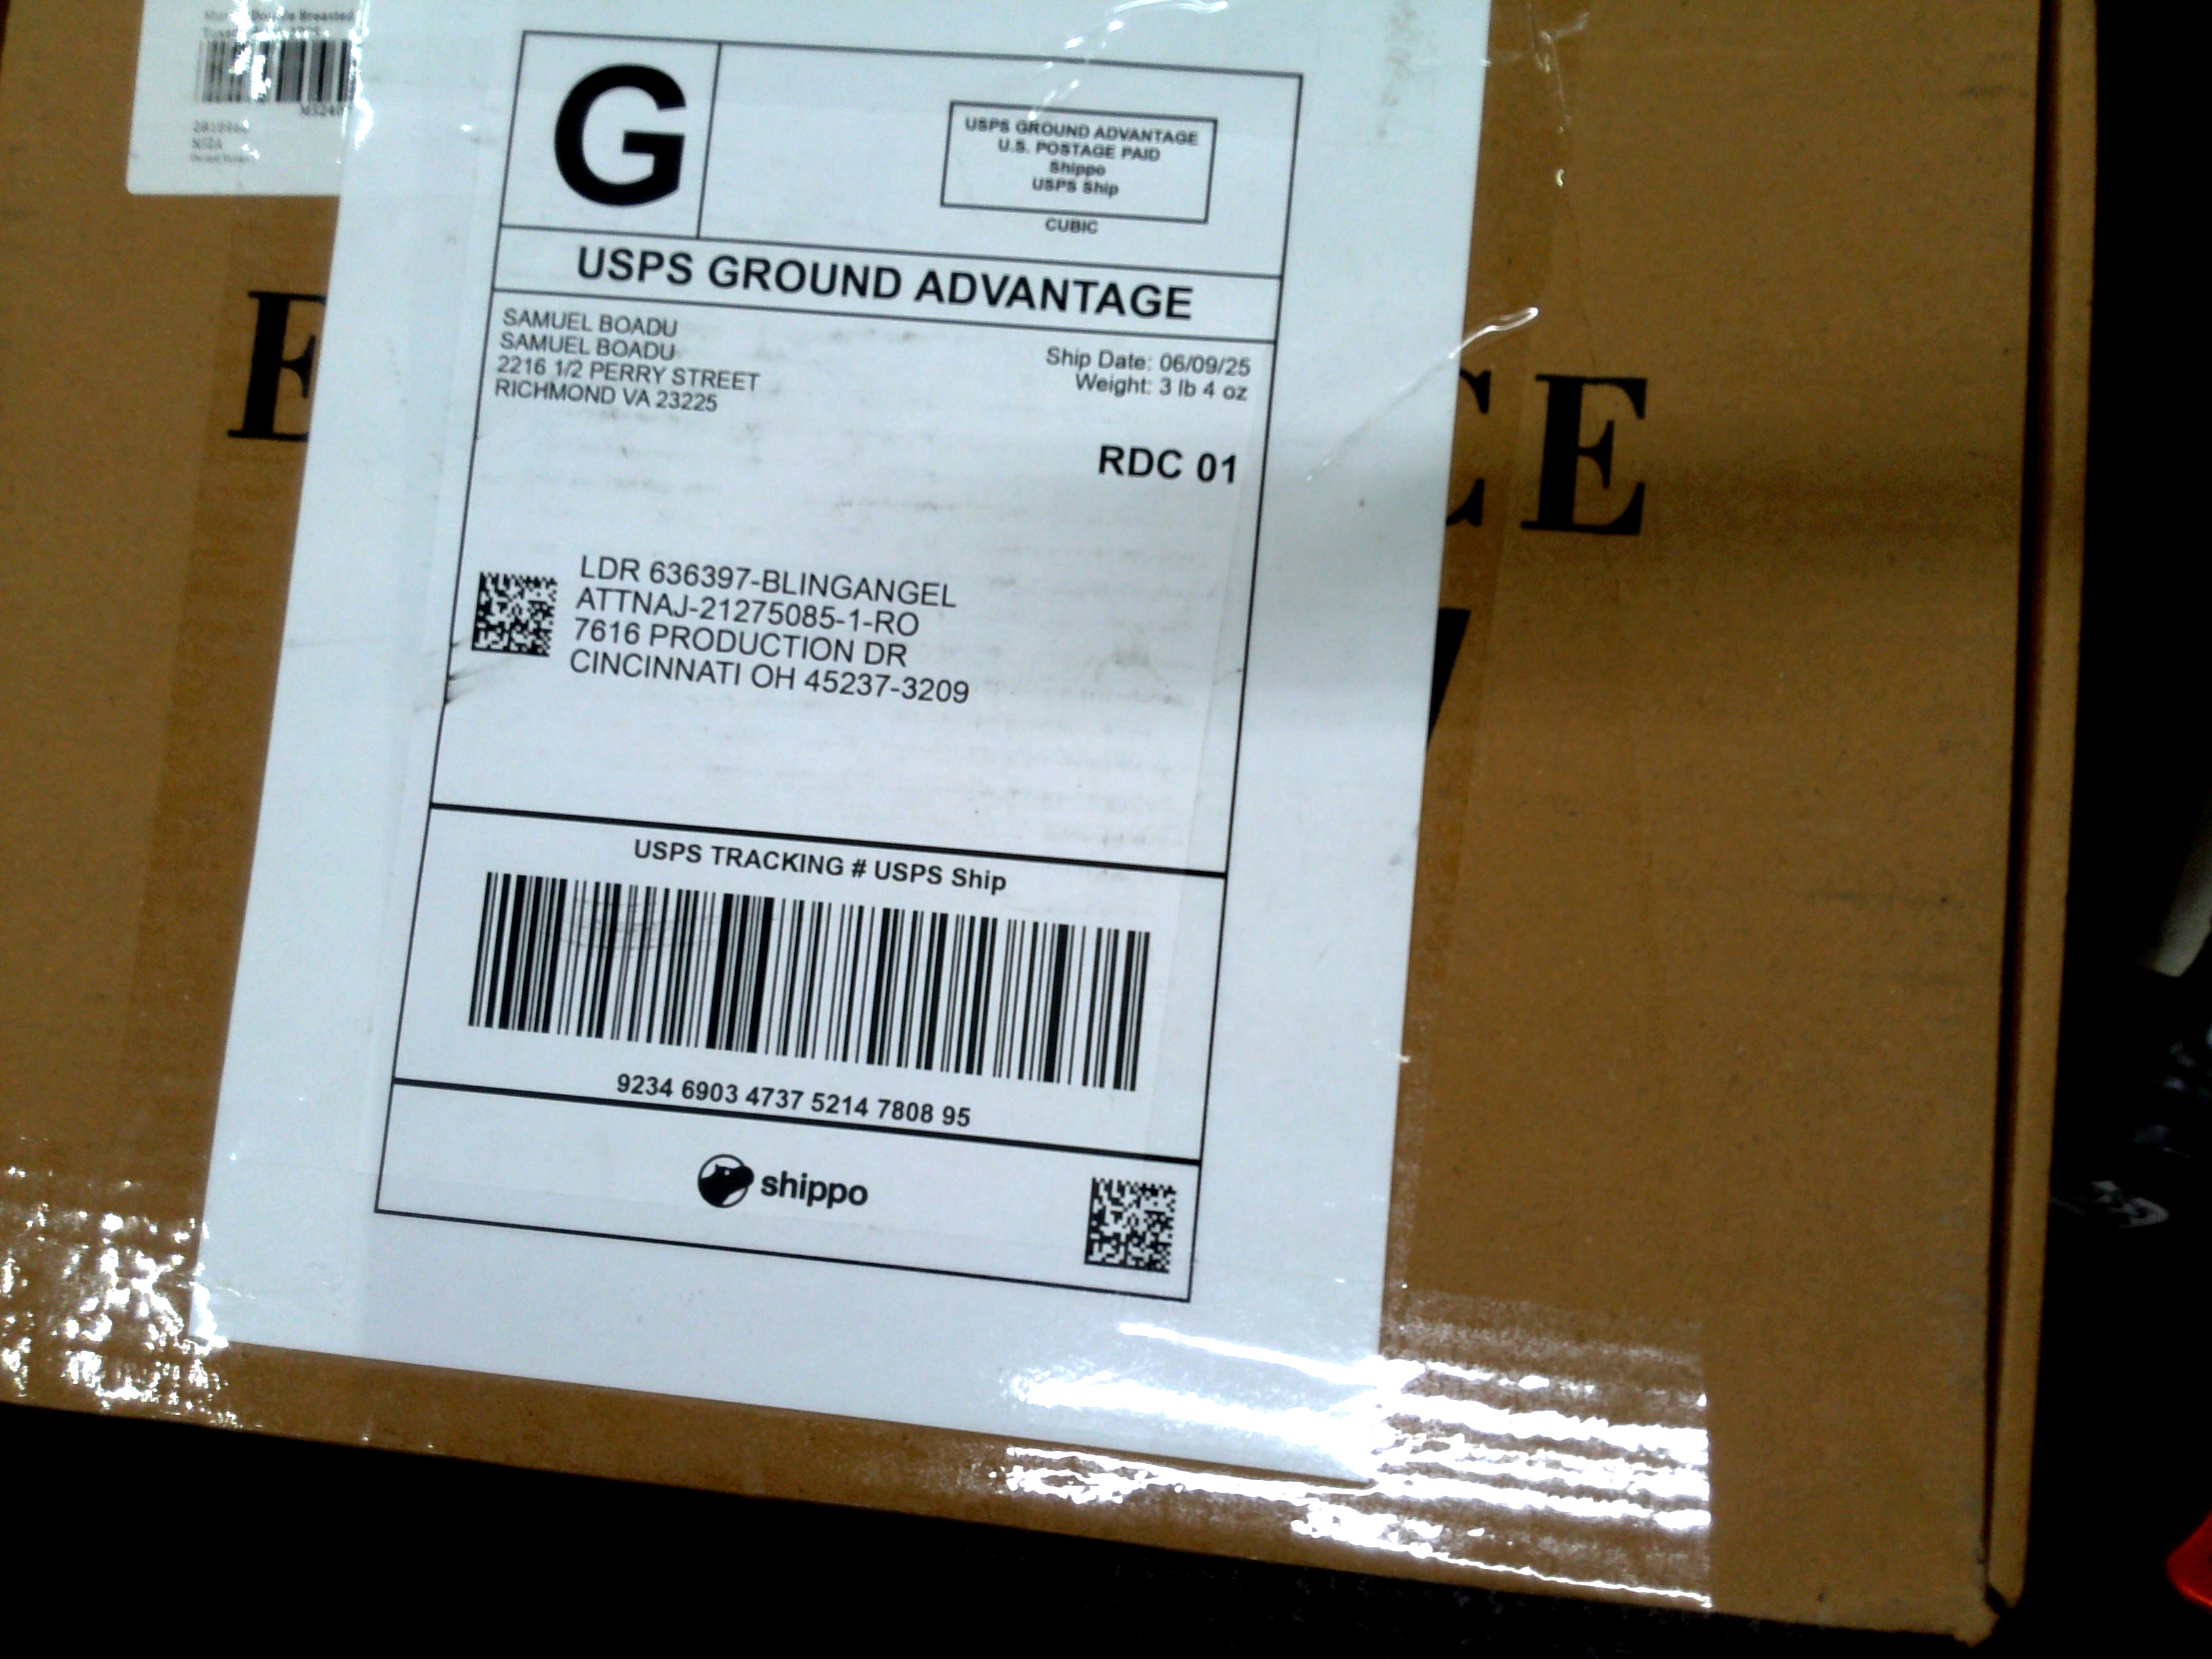 Double Breasted
G
USPS GROUND ADVANTAGE
U.S. POSTAGE PAID
Shippo
USPS Ship
CUBIC
USPS GROUND ADVANTAGE
SAMUEL BOADU
SAMUEL BOADU
2216 1/2 PERRY STREET
RICHMOND VA 23225
Ship Date: 06/09/25
Weight: 3 lb 4 oz
RDC 01
E
CE
LDR 636397-BLINGANGEL
ATTNAJ-21275085-1-RO
7616 PRODUCTION DR
CINCINNATI OH 45237-3209
USPS TRACKING # USPS Ship
9234 6903 4737 5214 7808 95
shippo